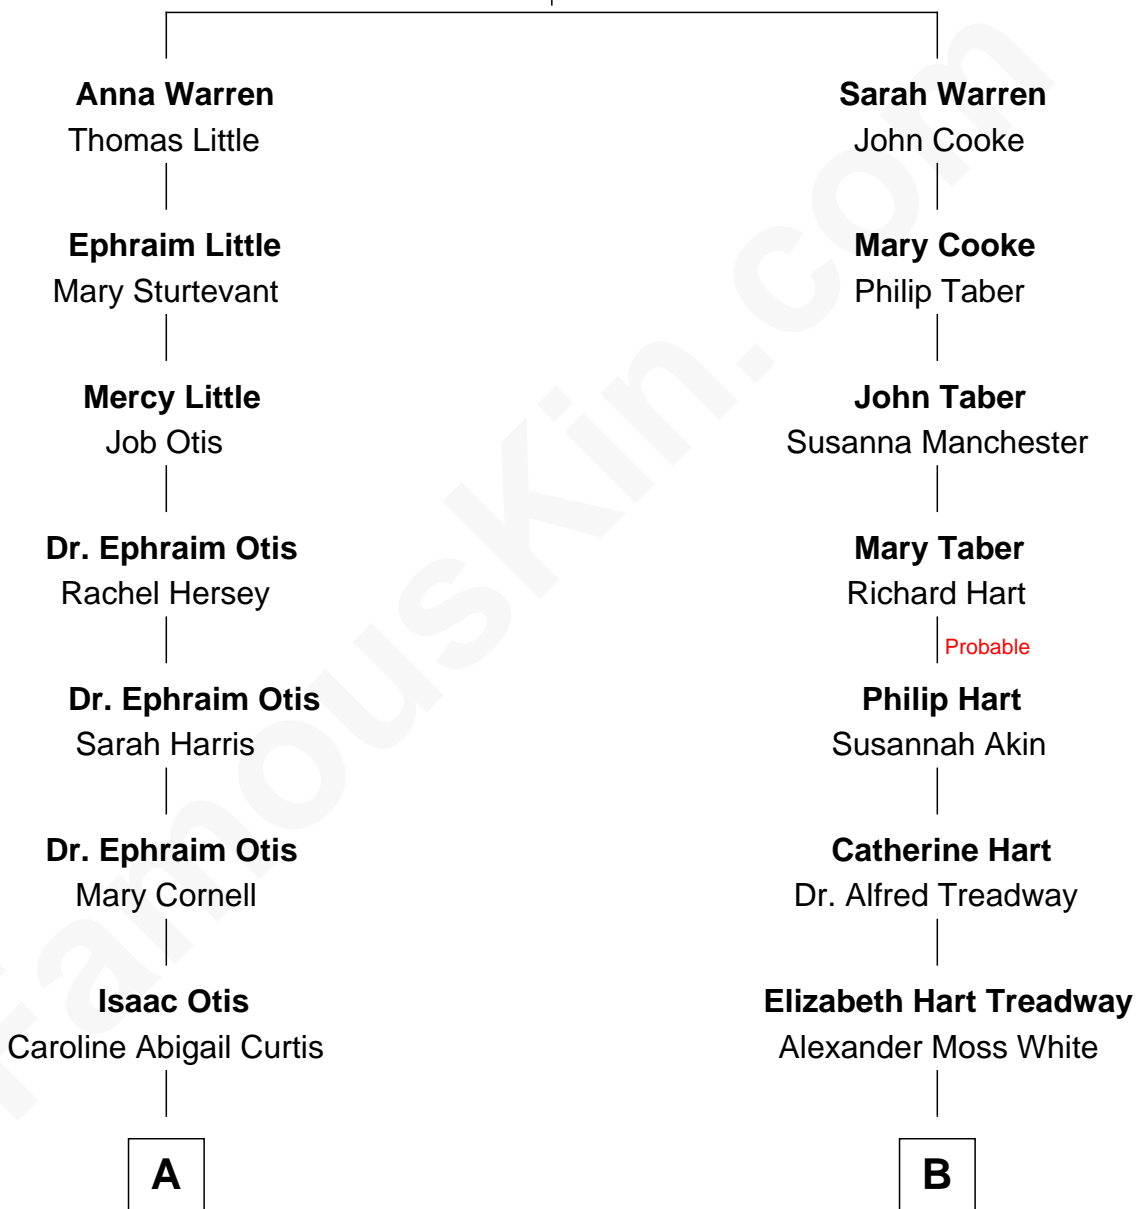 Anna Warren
Thomas Little
Sarah Warren
John Cooke
Ephraim Little
Mary Sturtevant
Mary Cooke
Philip Taber
Mercy Little
Job Otis
John Taber
Susanna Manchester
Dr. Ephraim Otis
Rachel Hersey
Mary Taber
Richard Hart
Probable
Dr. Ephraim Otis
Sarah Harris
Philip Hart
Susannah Akin
Dr. Ephraim Otis
Mary Cornell
Catherine Hart
Dr. Alfred Treadway
Isaac Otis
Caroline Abigail Curtis
Elizabeth Hart Treadway
Alexander Moss White
A
B
FamousKin.com